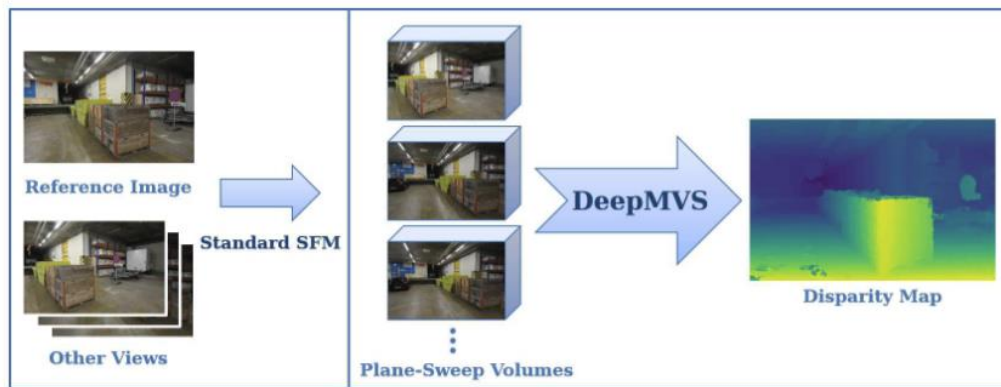 Reference Image
Standard SFM
Other Views
Plane-Sweep Volumes
DeepMVS
Disparity Map